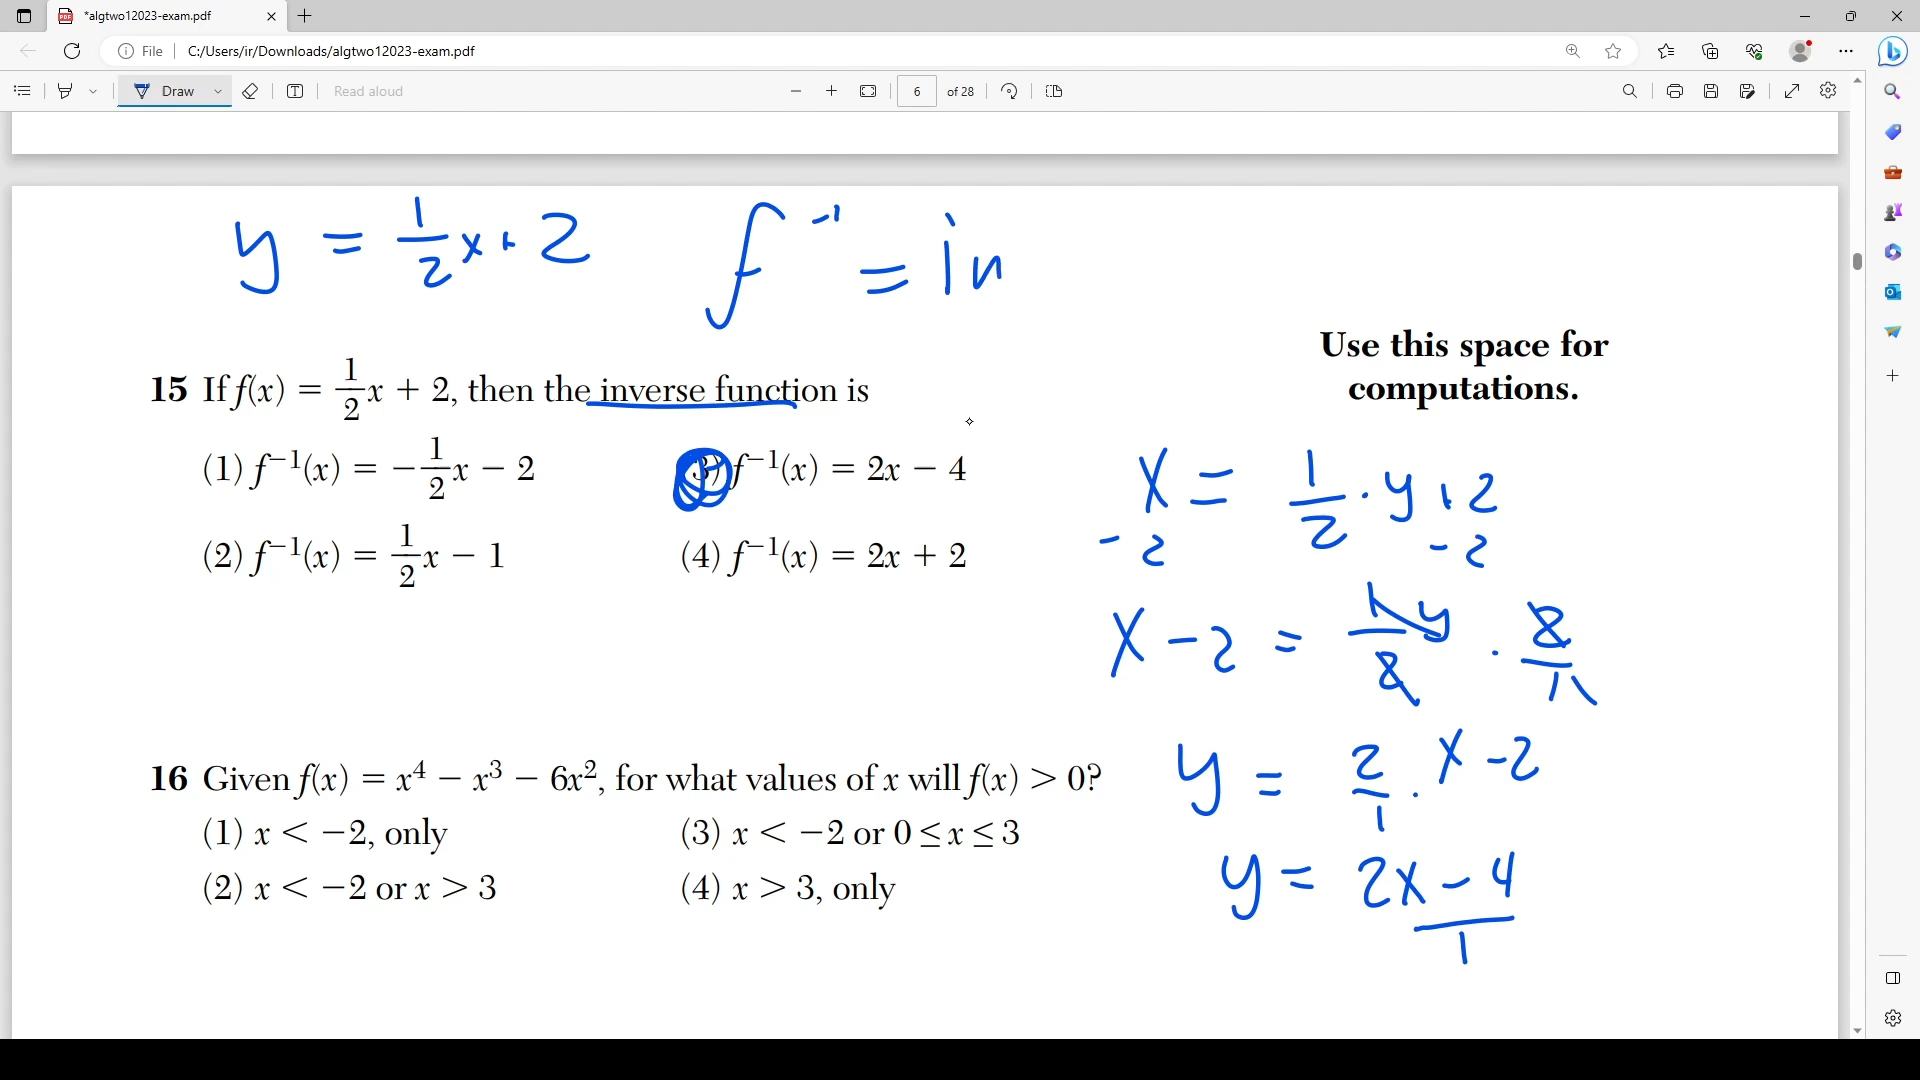 *algtwo12023-exam.pdf
File C:/Users/ir/Downloads/algtwo12023-exam.pdf
Draw Read aloud 6 of 28
y = 1/2 x + 2 f⁻¹ = in
Use this space for
computations.
15 If f(x) = 1/2 x + 2, then the inverse function is
(1) f⁻¹(x) = −1/2 x − 2 (3) f⁻¹(x) = 2x − 4
(2) f⁻¹(x) = 1/2 x − 1 (4) f⁻¹(x) = 2x + 2
x = 1/2 · y + 2
- 2 - 2
x - 2 = 1y/2 · 2/1
y = 2/1 · x - 2
y = 2x - 4
1
16 Given f(x) = x⁴ − x³ − 6x², for what values of x will f(x) > 0?
(1) x < −2, only (3) x < −2 or 0 ≤ x ≤ 3
(2) x < −2 or x > 3 (4) x > 3, only